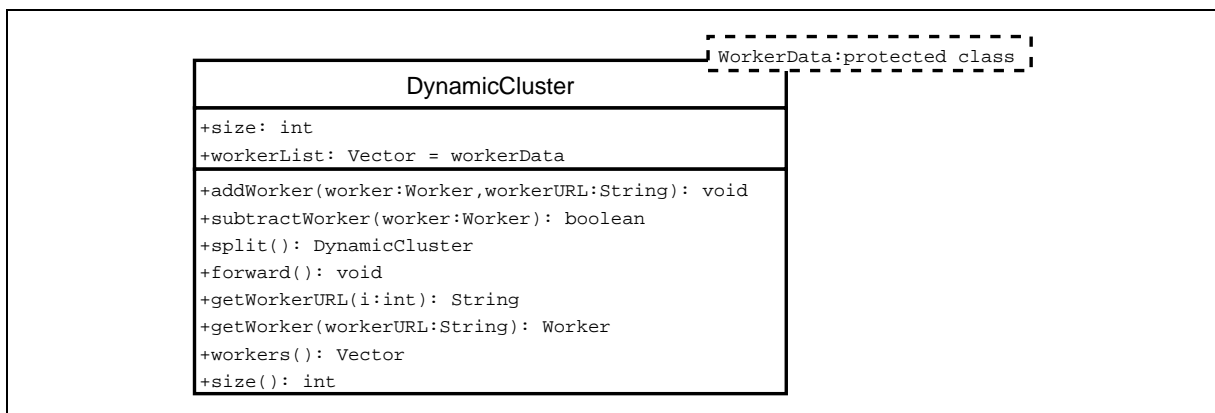 WorkerData:protected class
DynamicCluster
+size: int
+workerList: Vector = workerData
+addWorker(worker:Worker,workerURL:String): void
+subtractWorker(worker:Worker): boolean
+split(): DynamicCluster
+forward(): void
+getWorkerURL(i:int): String
+getWorker(workerURL:String): Worker
+workers(): Vector
+size(): int